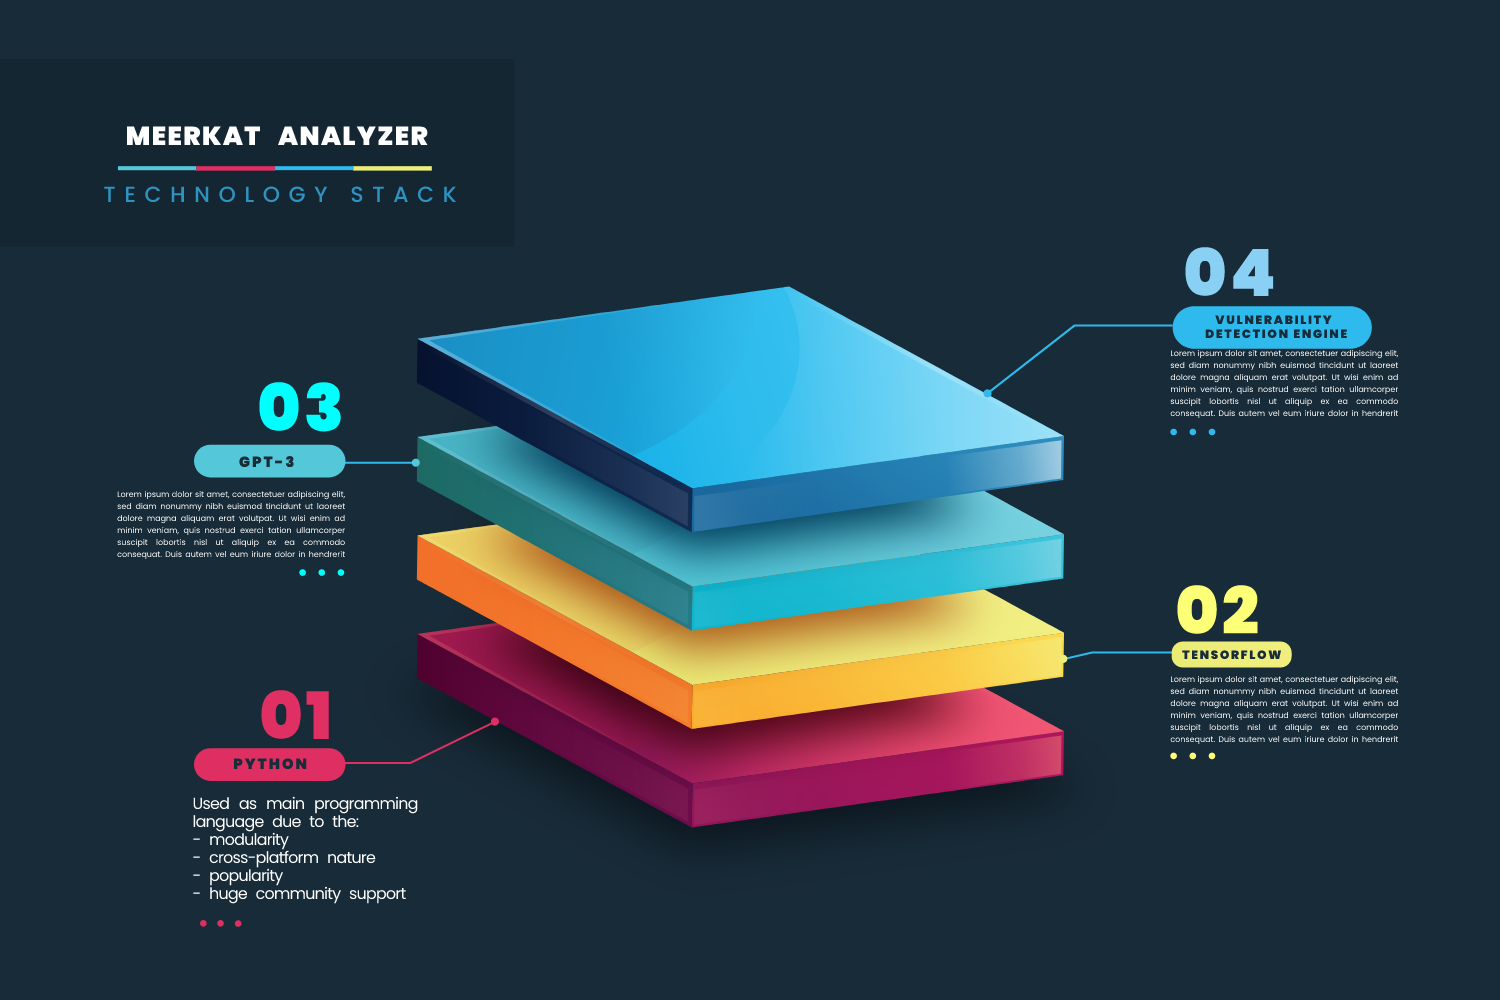 MEERKAT ANALYZER
TECHNOLOGY STACK
04
VULNERABILITY
DETECTION ENGINE
Lorem ipsum dolor sit amet, consectetuer adipiscing elit,
sed diam nonummy nibh euismod tincidunt ut laoreet
dolore magna aliquam erat volutpat. Ut wisi enim ad
minim veniam, quis nostrud exerci tation ullamcorper
suscipit lobortis nisl ut aliquip ex ea commodo
consequat. Duis autem vel eum iriure dolor in hendrerit
03
GPT-3
Lorem ipsum dolor sit amet, consectetuer adipiscing elit,
sed diam nonummy nibh euismod tincidunt ut laoreet
dolore magna aliquam erat volutpat. Ut wisi enim ad
minim veniam, quis nostrud exerci tation ullamcorper
suscipit lobortis nisl ut aliquip ex ea commodo
consequat. Duis autem vel eum iriure dolor in hendrerit
02
TENSORFLOW
Lorem ipsum dolor sit amet, consectetuer adipiscing elit,
sed diam nonummy nibh euismod tincidunt ut laoreet
dolore magna aliquam erat volutpat. Ut wisi enim ad
minim veniam, quis nostrud exerci tation ullamcorper
suscipit lobortis nisl ut aliquip ex ea commodo
consequat. Duis autem vel eum iriure dolor in hendrerit
01
PYTHON
Used as main programming
language due to the:
- modularity
- cross-platform nature
- popularity
- huge community support